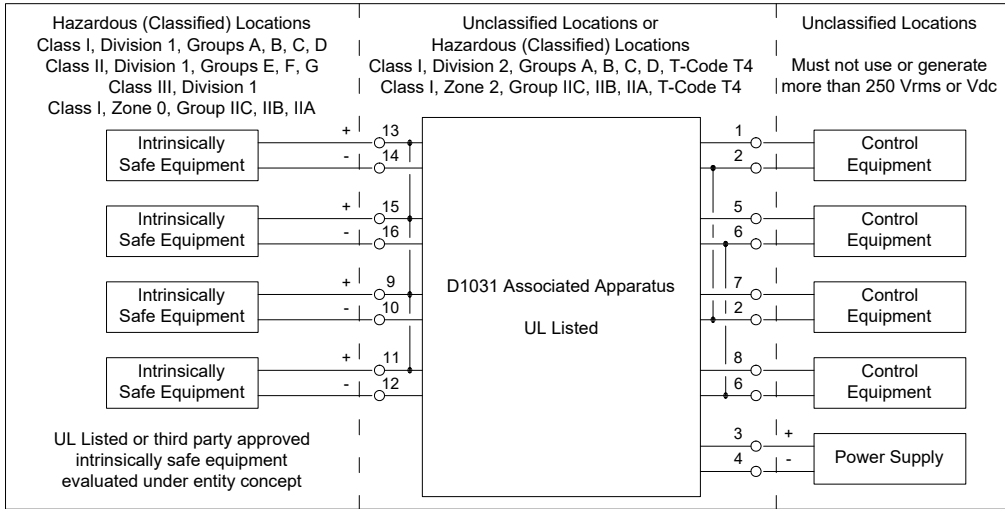 Hazardous (Classified) Locations
Class I, Division 1, Groups A, B, C, D
Class II, Division 1, Groups E, F, G
Class III, Division 1
Class I, Zone 0, Group IIC, IIB, IIA
Unclassified Locations or
Hazardous (Classified) Locations
Class I, Division 2, Groups A, B, C, D, T-Code T4
Class I, Zone 2, Group IIC, IIB, IIA, T-Code T4
Unclassified Locations
Must not use or generate
more than 250 Vrms or Vdc
Intrinsically
Safe Equipment
+ 13
- 14
Intrinsically
Safe Equipment
+ 15
- 16
Intrinsically
Safe Equipment
+ 9
- 10
Intrinsically
Safe Equipment
+ 11
- 12
UL Listed or third party approved
intrinsically safe equipment
evaluated under entity concept
D1031 Associated Apparatus
UL Listed
1
2
Control
Equipment
5
6
Control
Equipment
7
2
Control
Equipment
8
6
Control
Equipment
3 +
4 -
Power Supply